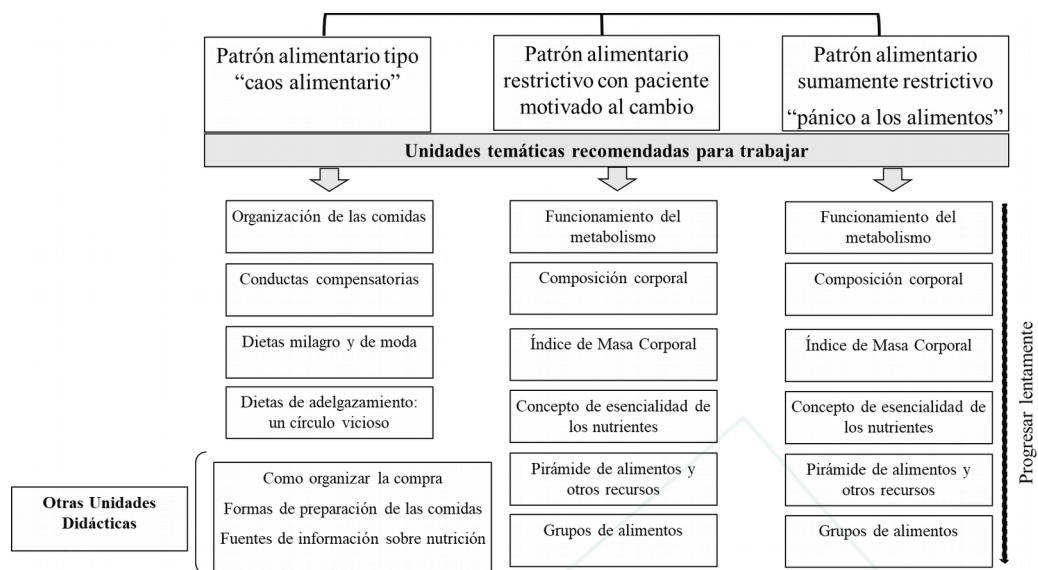 Patrón alimentario tipo
“caos alimentario”
Patrón alimentario
restrictivo con paciente
motivado al cambio
Patrón alimentario
sumamente restrictivo
“pánico a los alimentos”
Unidades temáticas recomendadas para trabajar
Organización de las comidas
Conductas compensatorias
Dietas milagro y de moda
Dietas de adelgazamiento:
un círculo vicioso
Otras Unidades
Didácticas
Como organizar la compra
Formas de preparación de las comidas
Fuentes de información sobre nutrición
Funcionamiento del
metabolismo
Composición corporal
Índice de Masa Corporal
Concepto de esencialidad de
los nutrientes
Pirámide de alimentos y
otros recursos
Grupos de alimentos
Funcionamiento del
metabolismo
Composición corporal
Índice de Masa Corporal
Concepto de esencialidad de
los nutrientes
Pirámide de alimentos y
otros recursos
Grupos de alimentos
Progresar lentamente